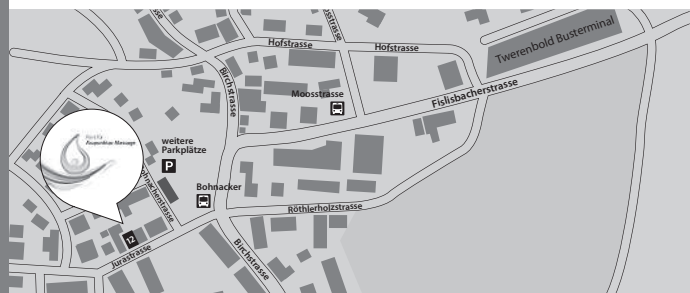 Hofstrasse
Hofstrasse
Twerenbold Busterminal
Birchstrasse
Moosstrasse
Fislisbacherstrasse
weitere
Parkplätze
P
Bohnacker
Röthlerholzstrasse
12
Jurastrasse
Birchstrasse